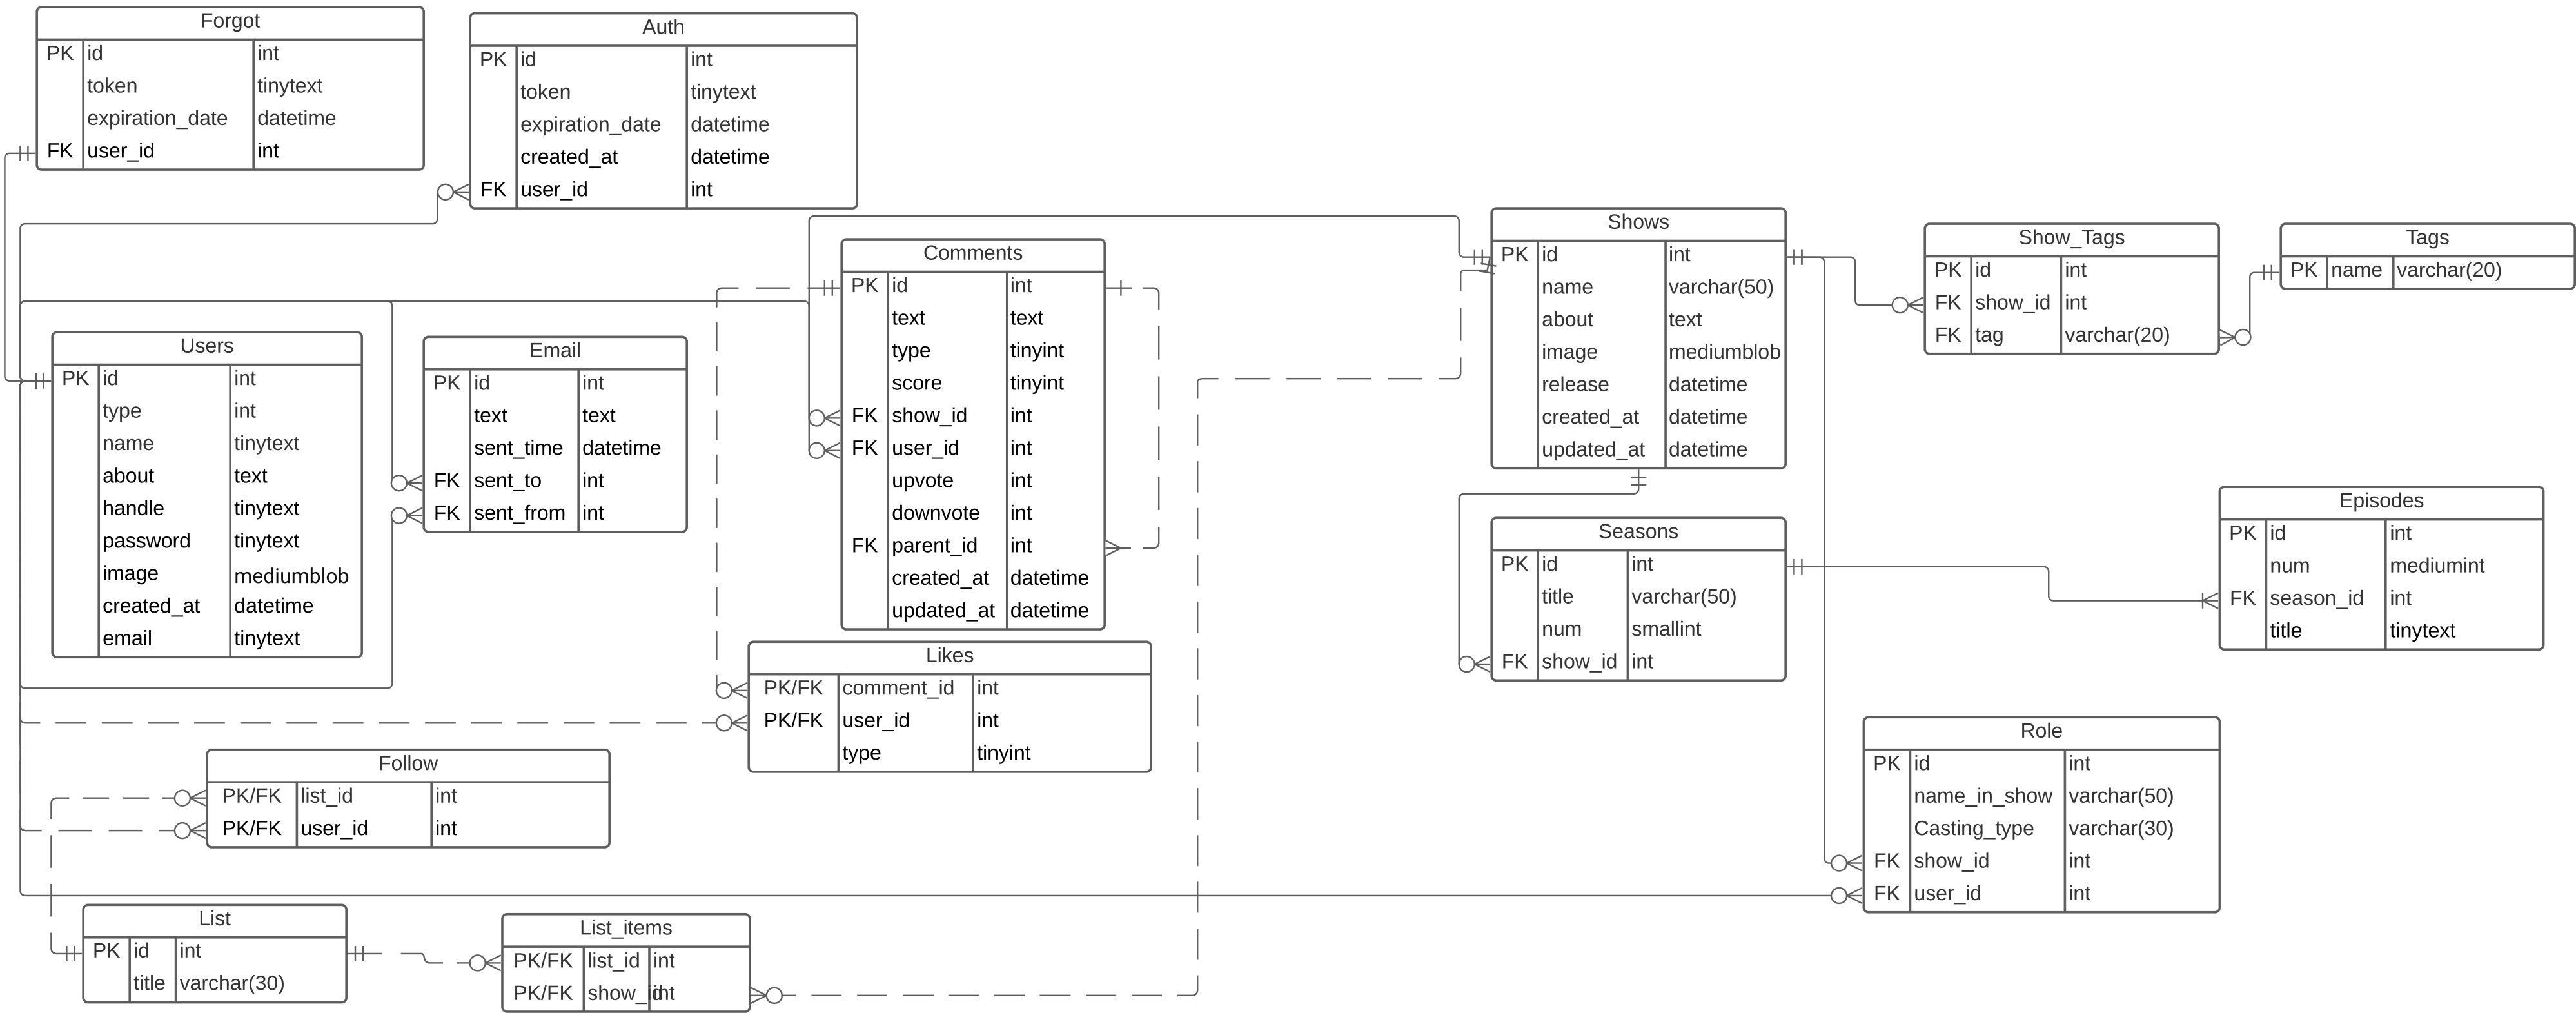 Forgot
PK id int
token tinytext
expiration_date datetime
FK user_id int
Auth
PK id int
token tinytext
expiration_date datetime
created_at datetime
FK user_id int
Comments
PK id int
text text
type tinyint
score tinyint
FK show_id int
FK user_id int
upvote int
downvote int
FK parent_id int
created_at datetime
updated_at datetime
Shows
PK id int
name varchar(50)
about text
image mediumblob
release datetime
created_at datetime
updated_at datetime
Show_Tags
PK id int
FK show_id int
FK tag varchar(20)
Tags
PK name varchar(20)
Users
PK id int
type int
name tinytext
about text
handle tinytext
password tinytext
image mediumblob
created_at datetime
email tinytext
Email
PK id int
text text
sent_time datetime
FK sent_to int
FK sent_from int
Seasons
PK id int
title varchar(50)
num smallint
FK show_id int
Episodes
PK id int
num mediumint
FK season_id int
title tinytext
Likes
PK/FK comment_id int
PK/FK user_id int
type tinyint
Follow
PK/FK list_id int
PK/FK user_id int
Role
PK id int
name_in_show varchar(50)
Casting_type varchar(30)
FK show_id int
FK user_id int
List
PK id int
title varchar(30)
List_items
PK/FK list_id int
PK/FK show_id int